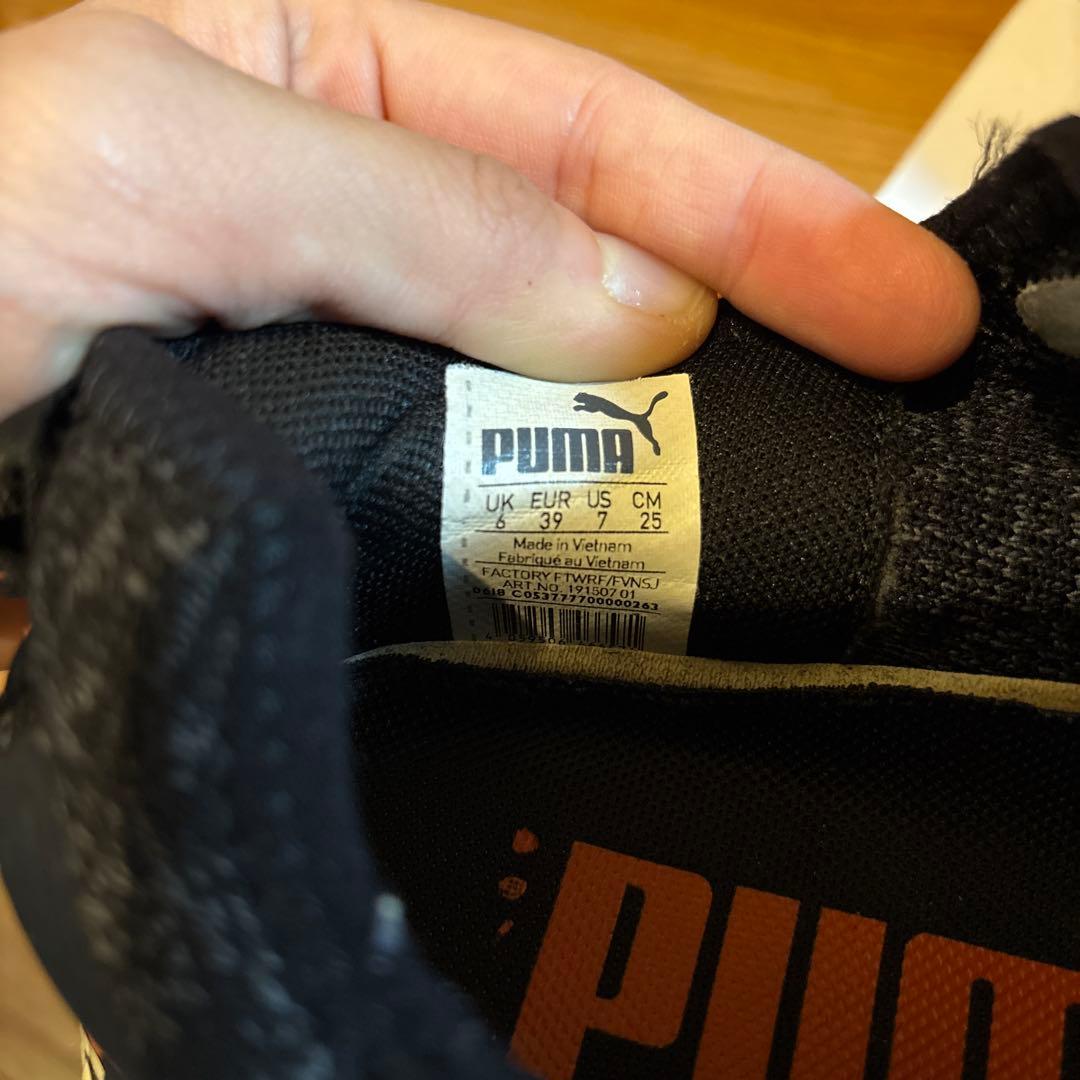 PUMA
UK EUR US CM
6 39 7 25
Made in Vietnam
Fabriqué au Vietnam
FACTORY FTWRF/FVNSJ
ART.NO. 191507 01
0618 C053777700000263
PUM